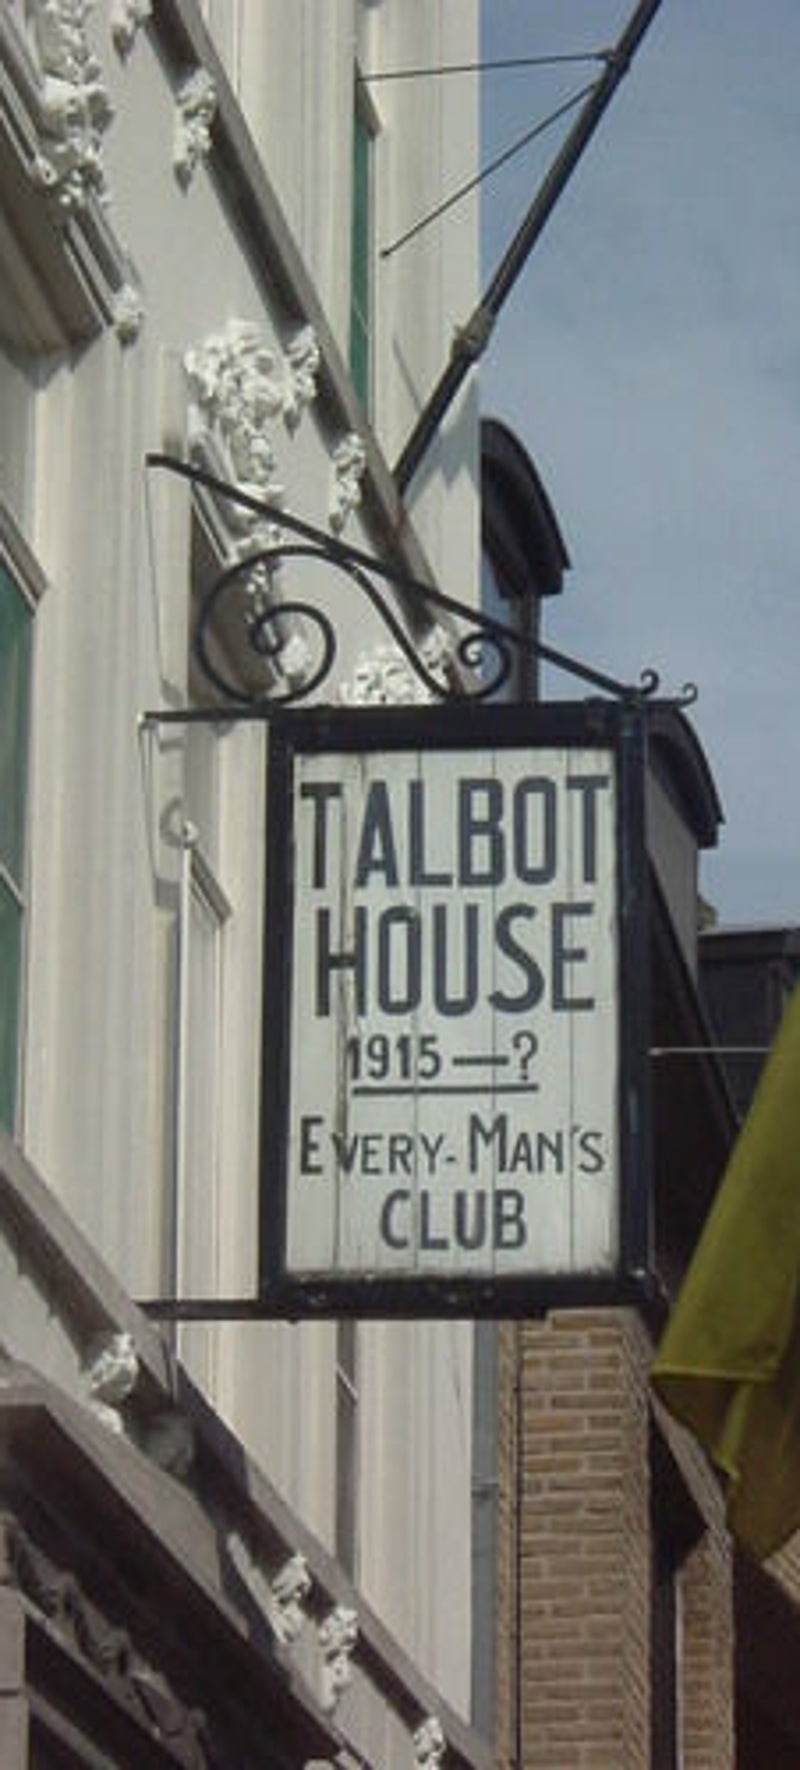 TALBOT
HOUSE
1915 — ?
EVERY-MAN'S
CLUB